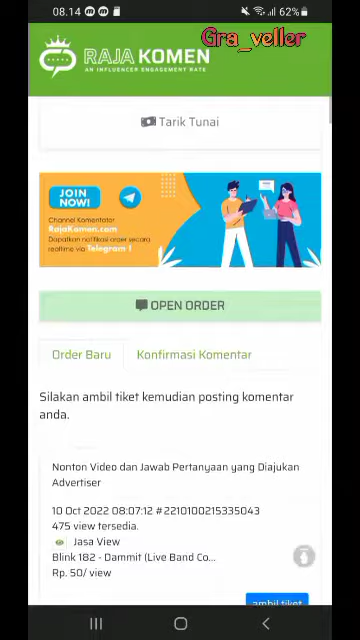 08.14
62%
Gra_veller
RAJA KOMEN
AN INFLUENCER ENGAGEMENT RATE
Tarik Tunai
JOIN NOW!
Channel Komentator
RajaKomen.com
Dapatkan notifikasi order secara
realtime via Telegram !
OPEN ORDER
Order Baru
Konfirmasi Komentar
Silakan ambil tiket kemudian posting komentar
anda.
Nonton Video dan Jawab Pertanyaan yang Diajukan
Advertiser
10 Oct 2022 08:07:12 #2210100215335043
475 view tersedia.
Jasa View
Blink 182 - Dammit (Live Band Co...
Rp. 50/ view
ambil tiket